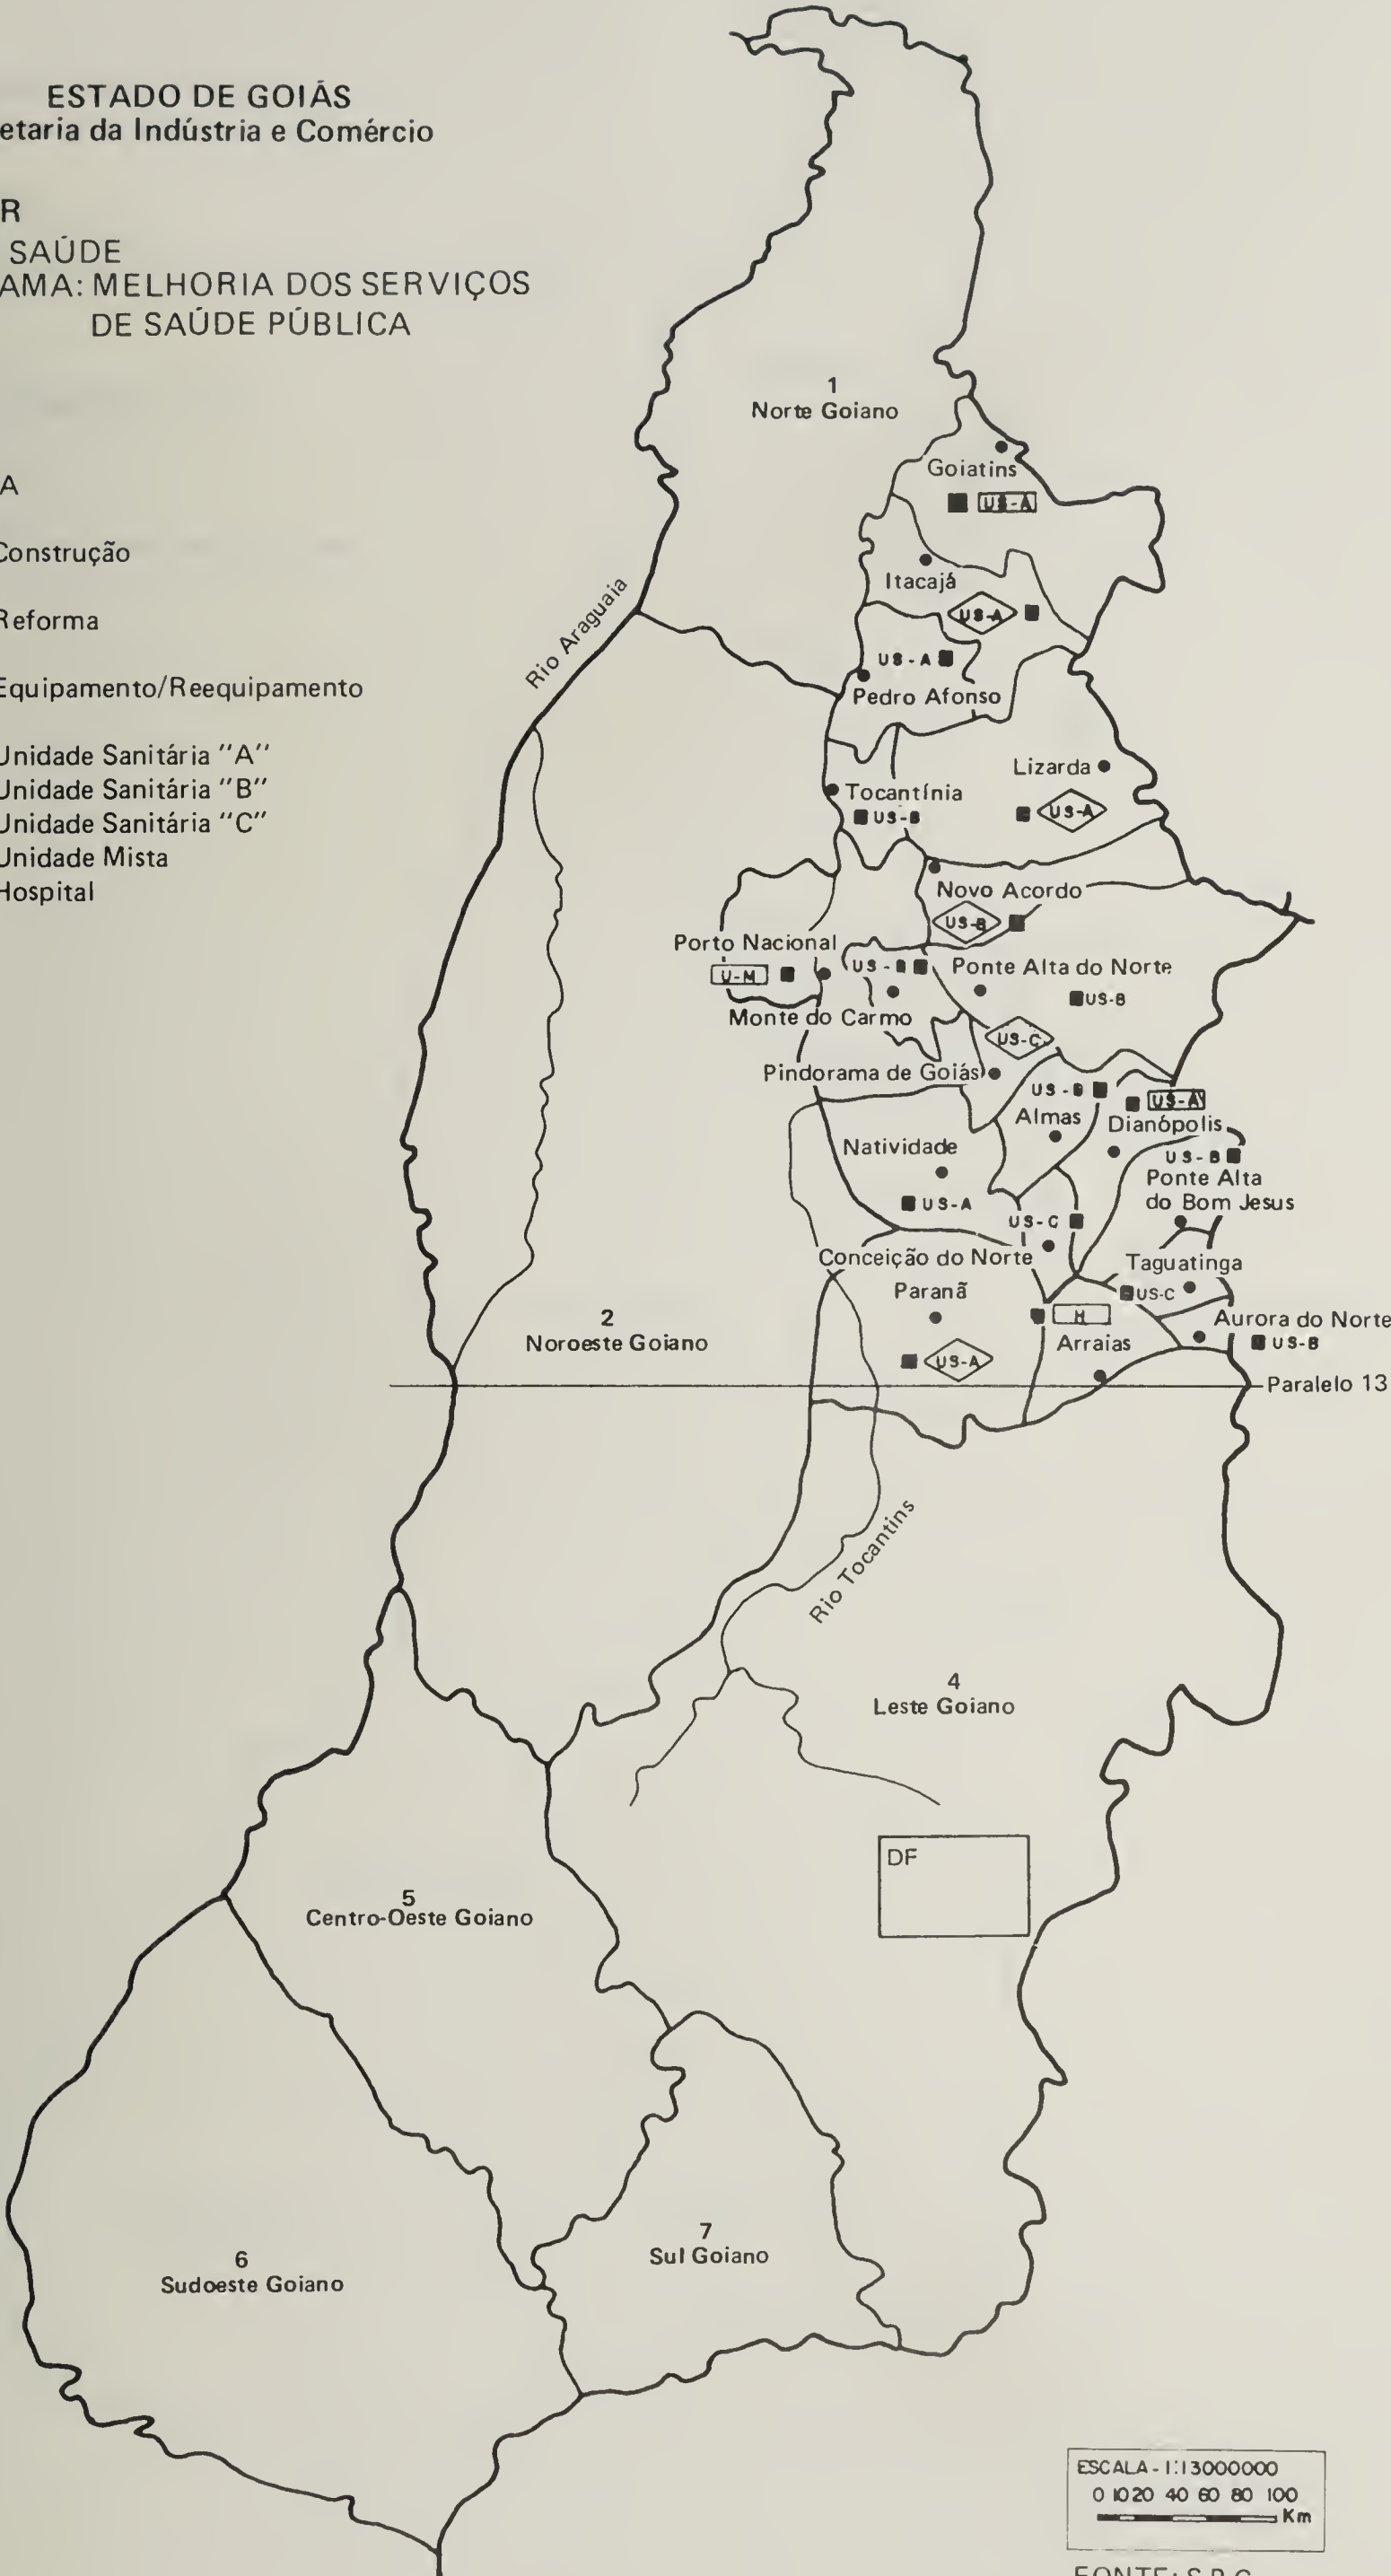 ESTADO DE GOIÁS
etaria da Indústria e Comércio
R
SAÚDE
AMA: MELHORIA DOS SERVIÇOS
DE SAÚDE PÚBLICA
A
Construção
Reforma
Equipamento/Reequipamento
Unidade Sanitária "A"
Unidade Sanitária "B"
Unidade Sanitária "C"
Unidade Mista
Hospital
1
Norte Goiano
Goiatins
US-A
Itacajá
US-A
Rio Araguaia
US-A
Pedro Afonso
Lizarda
Tocantínia
US-B
US-A
Novo Acordo
US-B
Porto Nacional
U-M
US-B
Ponte Alta do Norte
US-B
Monte do Carmo
US-C
Pindorama de Goiás
US-B
US-A
Almas
Dianópolis
Natividade
US-B
Ponte Alta
do Bom Jesus
US-A
US-C
Conceição do Norte
Taguatinga
Paranã
US-C
2
Noroeste Goiano
H
Aurora do Norte
US-B
Arraias
US-A
Paralelo 13
Rio Tocantins
4
Leste Goiano
DF
5
Centro-Oeste Goiano
7
Sul Goiano
6
Sudoeste Goiano
ESCALA - 1:13000000
0 10 20 40 60 80 100
Km
FONTE: S.P.C.